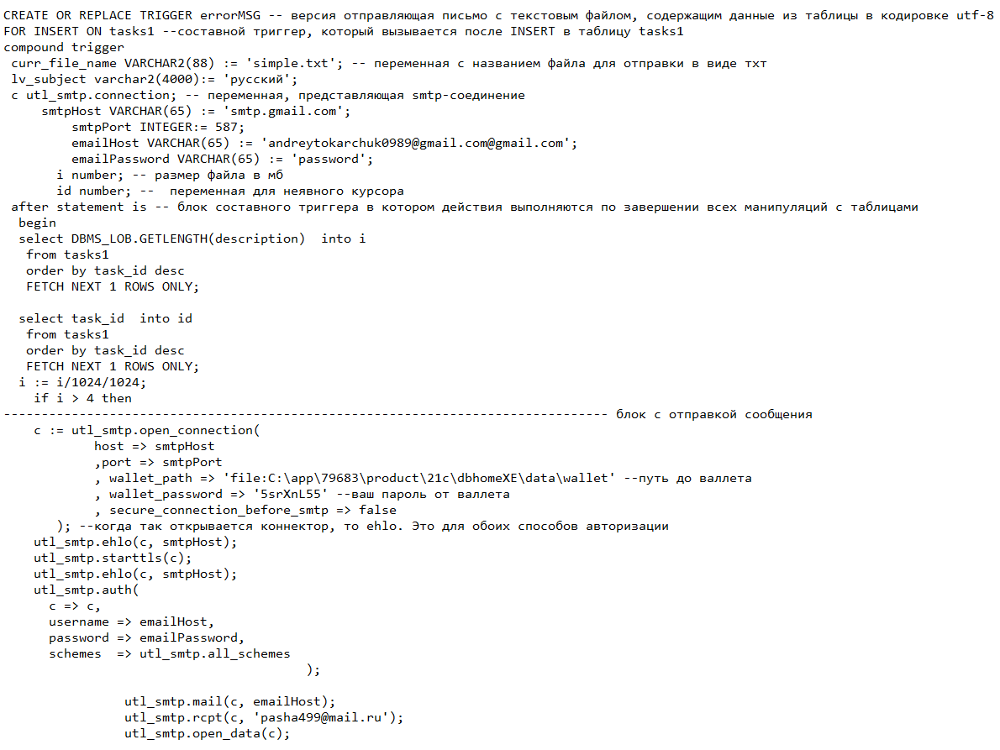 CREATE OR REPLACE TRIGGER errorMSG -- версия отправляющая письмо с текстовым файлом, содержащим данные из таблицы в кодировке utf-8
FOR INSERT ON tasks1 --составной триггер, который вызывается после INSERT в таблицу tasks1
compound trigger
curr_file_name VARCHAR2(88) := 'simple.txt'; -- переменная с названием файла для отправки в виде тхт
lv_subject varchar2(4000):= 'русский';
c utl_smtp.connection; -- переменная, представляющая smtp-соединение
smtpHost VARCHAR(65) := 'smtp.gmail.com';
smtpPort INTEGER:= 587;
emailHost VARCHAR(65) := 'andreytokarchuk0989@gmail.com@gmail.com';
emailPassword VARCHAR(65) := 'password';
i number; -- размер файла в мб
id number; --  переменная для неявного курсора
after statement is -- блок составного триггера в котором действия выполняются по завершении всех манипуляций с таблицами
begin
select DBMS_LOB.GETLENGTH(description)  into i
from tasks1
order by task_id desc
FETCH NEXT 1 ROWS ONLY;
select task_id  into id
from tasks1
order by task_id desc
FETCH NEXT 1 ROWS ONLY;
i := i/1024/1024;
if i > 4 then
-------------------------------------------------------------------------------- блок с отправкой сообщения
c := utl_smtp.open_connection(
host => smtpHost
,port => smtpPort
, wallet_path => 'file:C:\app\79683\product\21c\dbhomeXE\data\wallet' --путь до валлета
, wallet_password => '5srXnL55' --ваш пароль от валлета
, secure_connection_before_smtp => false
); --когда так открывается коннектор, то ehlo. Это для обоих способов авторизации
utl_smtp.ehlo(c, smtpHost);
utl_smtp.starttls(c);
utl_smtp.ehlo(c, smtpHost);
utl_smtp.auth(
c => c,
username => emailHost,
password => emailPassword,
schemes  => utl_smtp.all_schemes
);
utl_smtp.mail(c, emailHost);
utl_smtp.rcpt(c, 'pasha499@mail.ru');
utl_smtp.open_data(c);